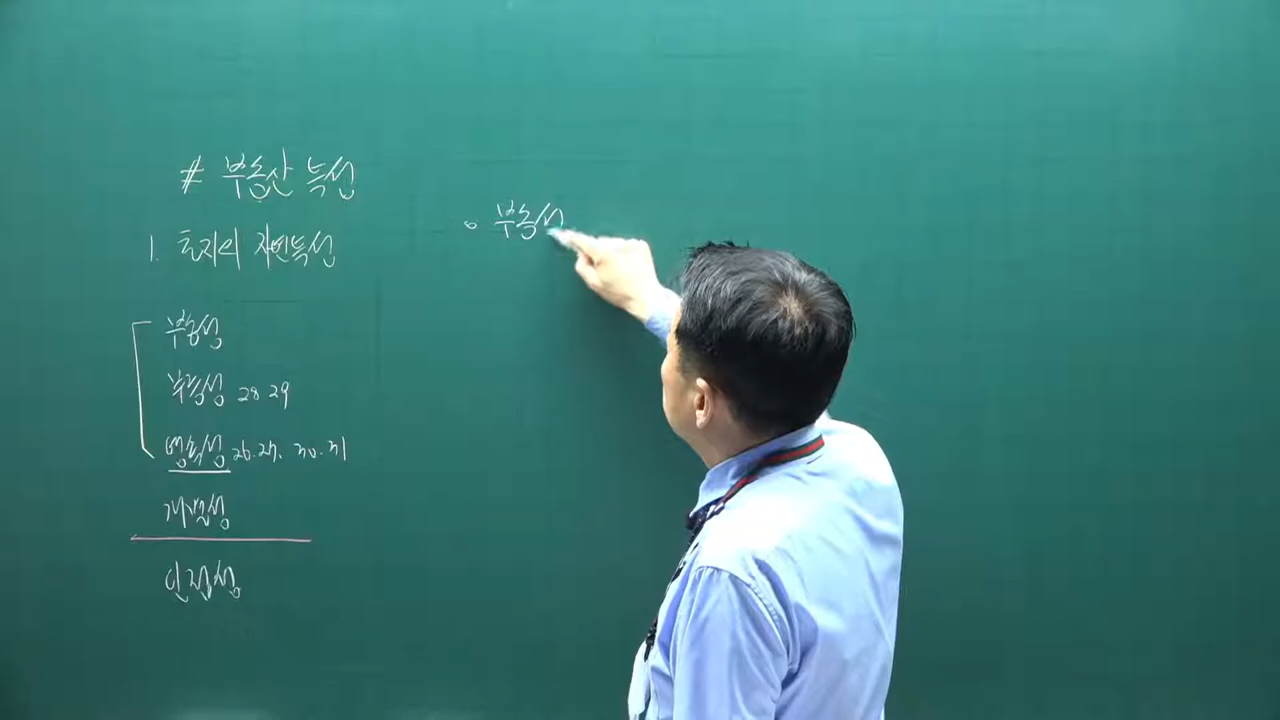 # 부동산 특성
1. 토지의 자연특성
부동성
부증성 28 29
영속성 26. 27. 30. 31
개별성
인접성
○ 부동성